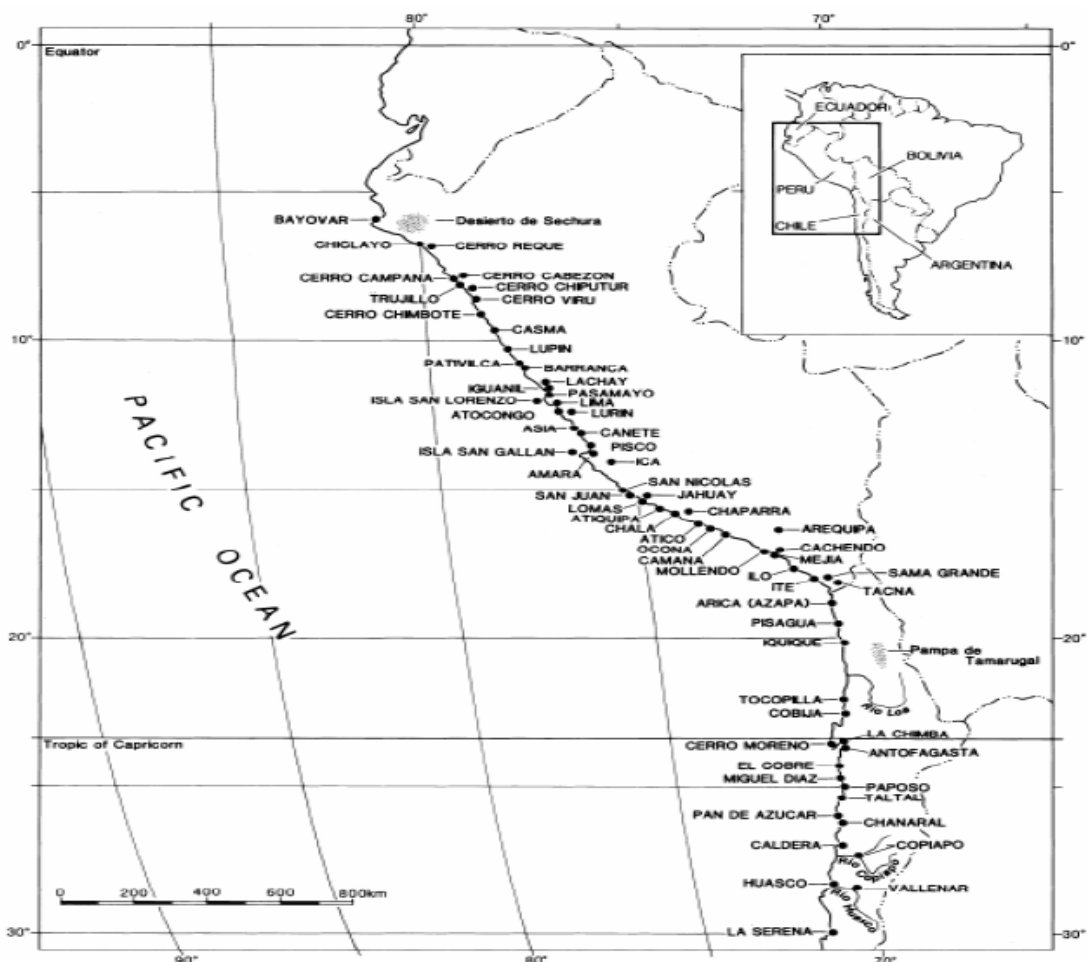 80°
70°
0°
0°
Equator
ECUADOR
BOLIVIA
PERU
CHILE
ARGENTINA
BAYOVAR
Desierto de Sechura
CHICLAYO
CERRO REQUE
CERRO CAMPANA
CERRO CABEZON
CERRO CHIPUTUR
TRUJILLO
CERRO VIRU
CERRO CHIMBOTE
CASMA
10°
10°
LUPIN
PATIVILCA
BARRANCA
LACHAY
IGUANIL
PASAMAYO
ISLA SAN LORENZO
LIMA
ATOCONGO
LURIN
ASIA
CANETE
PISCO
ISLA SAN GALLAN
ICA
AMARA
SAN NICOLAS
SAN JUAN
JAHUAY
LOMAS
CHAPARRA
ATIQUIPA
CHALA
AREQUIPA
ATICO
OCONA
CACHENDO
CAMANA
MEJIA
MOLLENDO
ILO
SAMA GRANDE
ITE
TACNA
ARICA (AZAPA)
PISAGUA
20°
20°
IQUIQUE
Pampa de
Tamarugal
PACIFIC OCEAN
TOCOPILLA
Rio Loa
COBIJA
LA CHIMBA
Tropic of Capricorn
CERRO MORENO
ANTOFAGASTA
EL COBRE
MIGUEL DIAZ
PAPOSO
TALTAL
PAN DE AZUCAR
CHANARAL
CALDERA
COPIAPO
Rio Copiapo
HUASCO
VALLENAR
Rio Huasco
0 200 400 600 800km
LA SERENA
30°
30°
90°
80°
70°